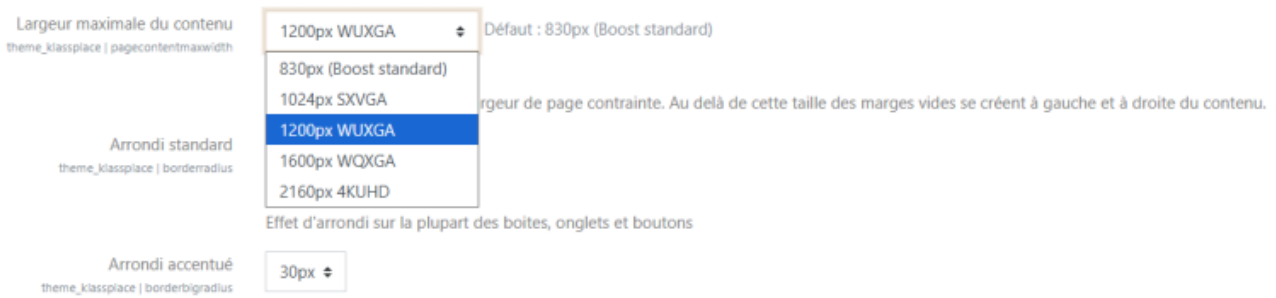 Largeur maximale du contenu
theme_klassplace | pagecontentmaxwidth
1200px WUXGA
Défaut : 830px (Boost standard)
830px (Boost standard)
1024px SXVGA
1200px WUXGA
1600px WQXGA
2160px 4KUHD
rgeur de page contrainte. Au delà de cette taille des marges vides se créent à gauche et à droite du contenu.
Arrondi standard
theme_klassplace | borderradius
Effet d'arrondi sur la plupart des boites, onglets et boutons
Arrondi accentué
theme_klassplace | borderbigradius
30px